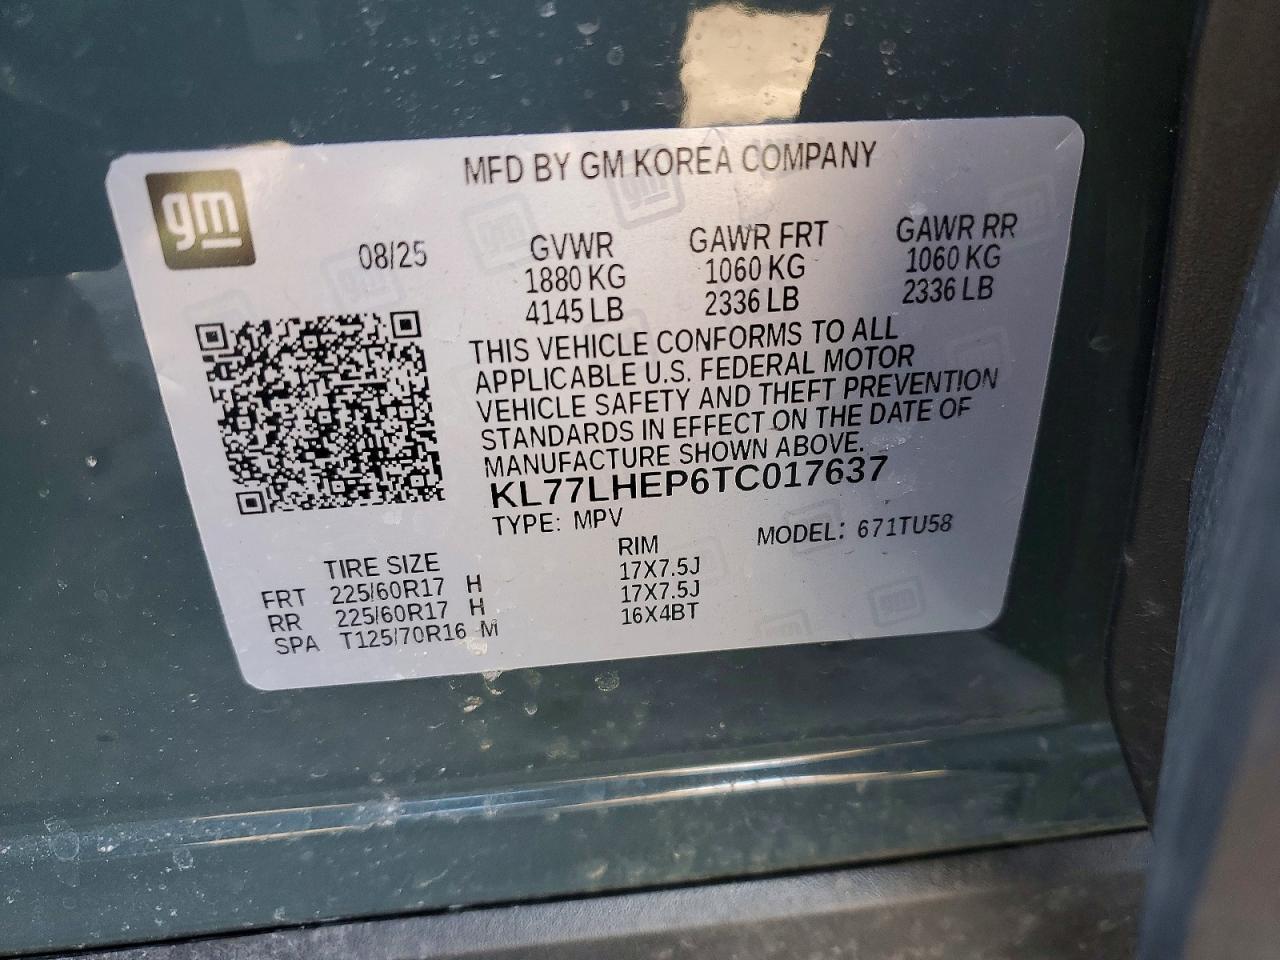 gm
MFD BY GM KOREA COMPANY
08/25
GVWR GAWR FRT GAWR RR
1880 KG 1060 KG 1060 KG
4145 LB 2336 LB 2336 LB
THIS VEHICLE CONFORMS TO ALL
APPLICABLE U.S. FEDERAL MOTOR
VEHICLE SAFETY AND THEFT PREVENTION
STANDARDS IN EFFECT ON THE DATE OF
MANUFACTURE SHOWN ABOVE.
KL77LHEP6TC017637
TYPE: MPV MODEL: 671TU58
TIRE SIZE RIM
FRT 225/60R17 H 17X7.5J
RR 225/60R17 H 17X7.5J
SPA T125/70R16 M 16X4BT